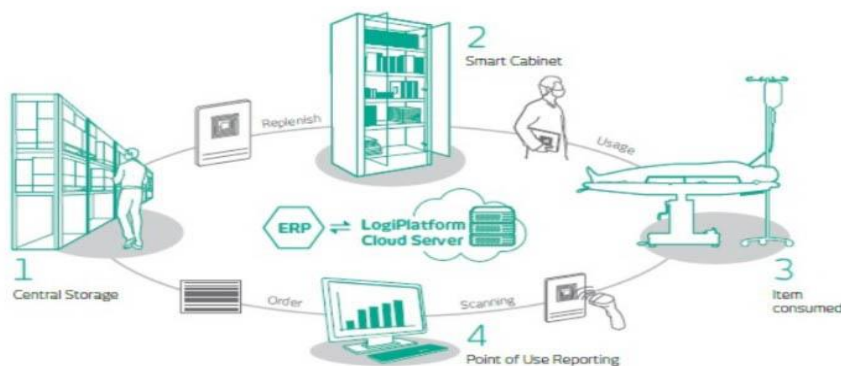 2
Smart Cabinet
Replenish
Usage
ERP
LogiPlatform
Cloud Server
1
Central Storage
3
Item
consumed
Order
Scanning
4
Point of Use Reporting